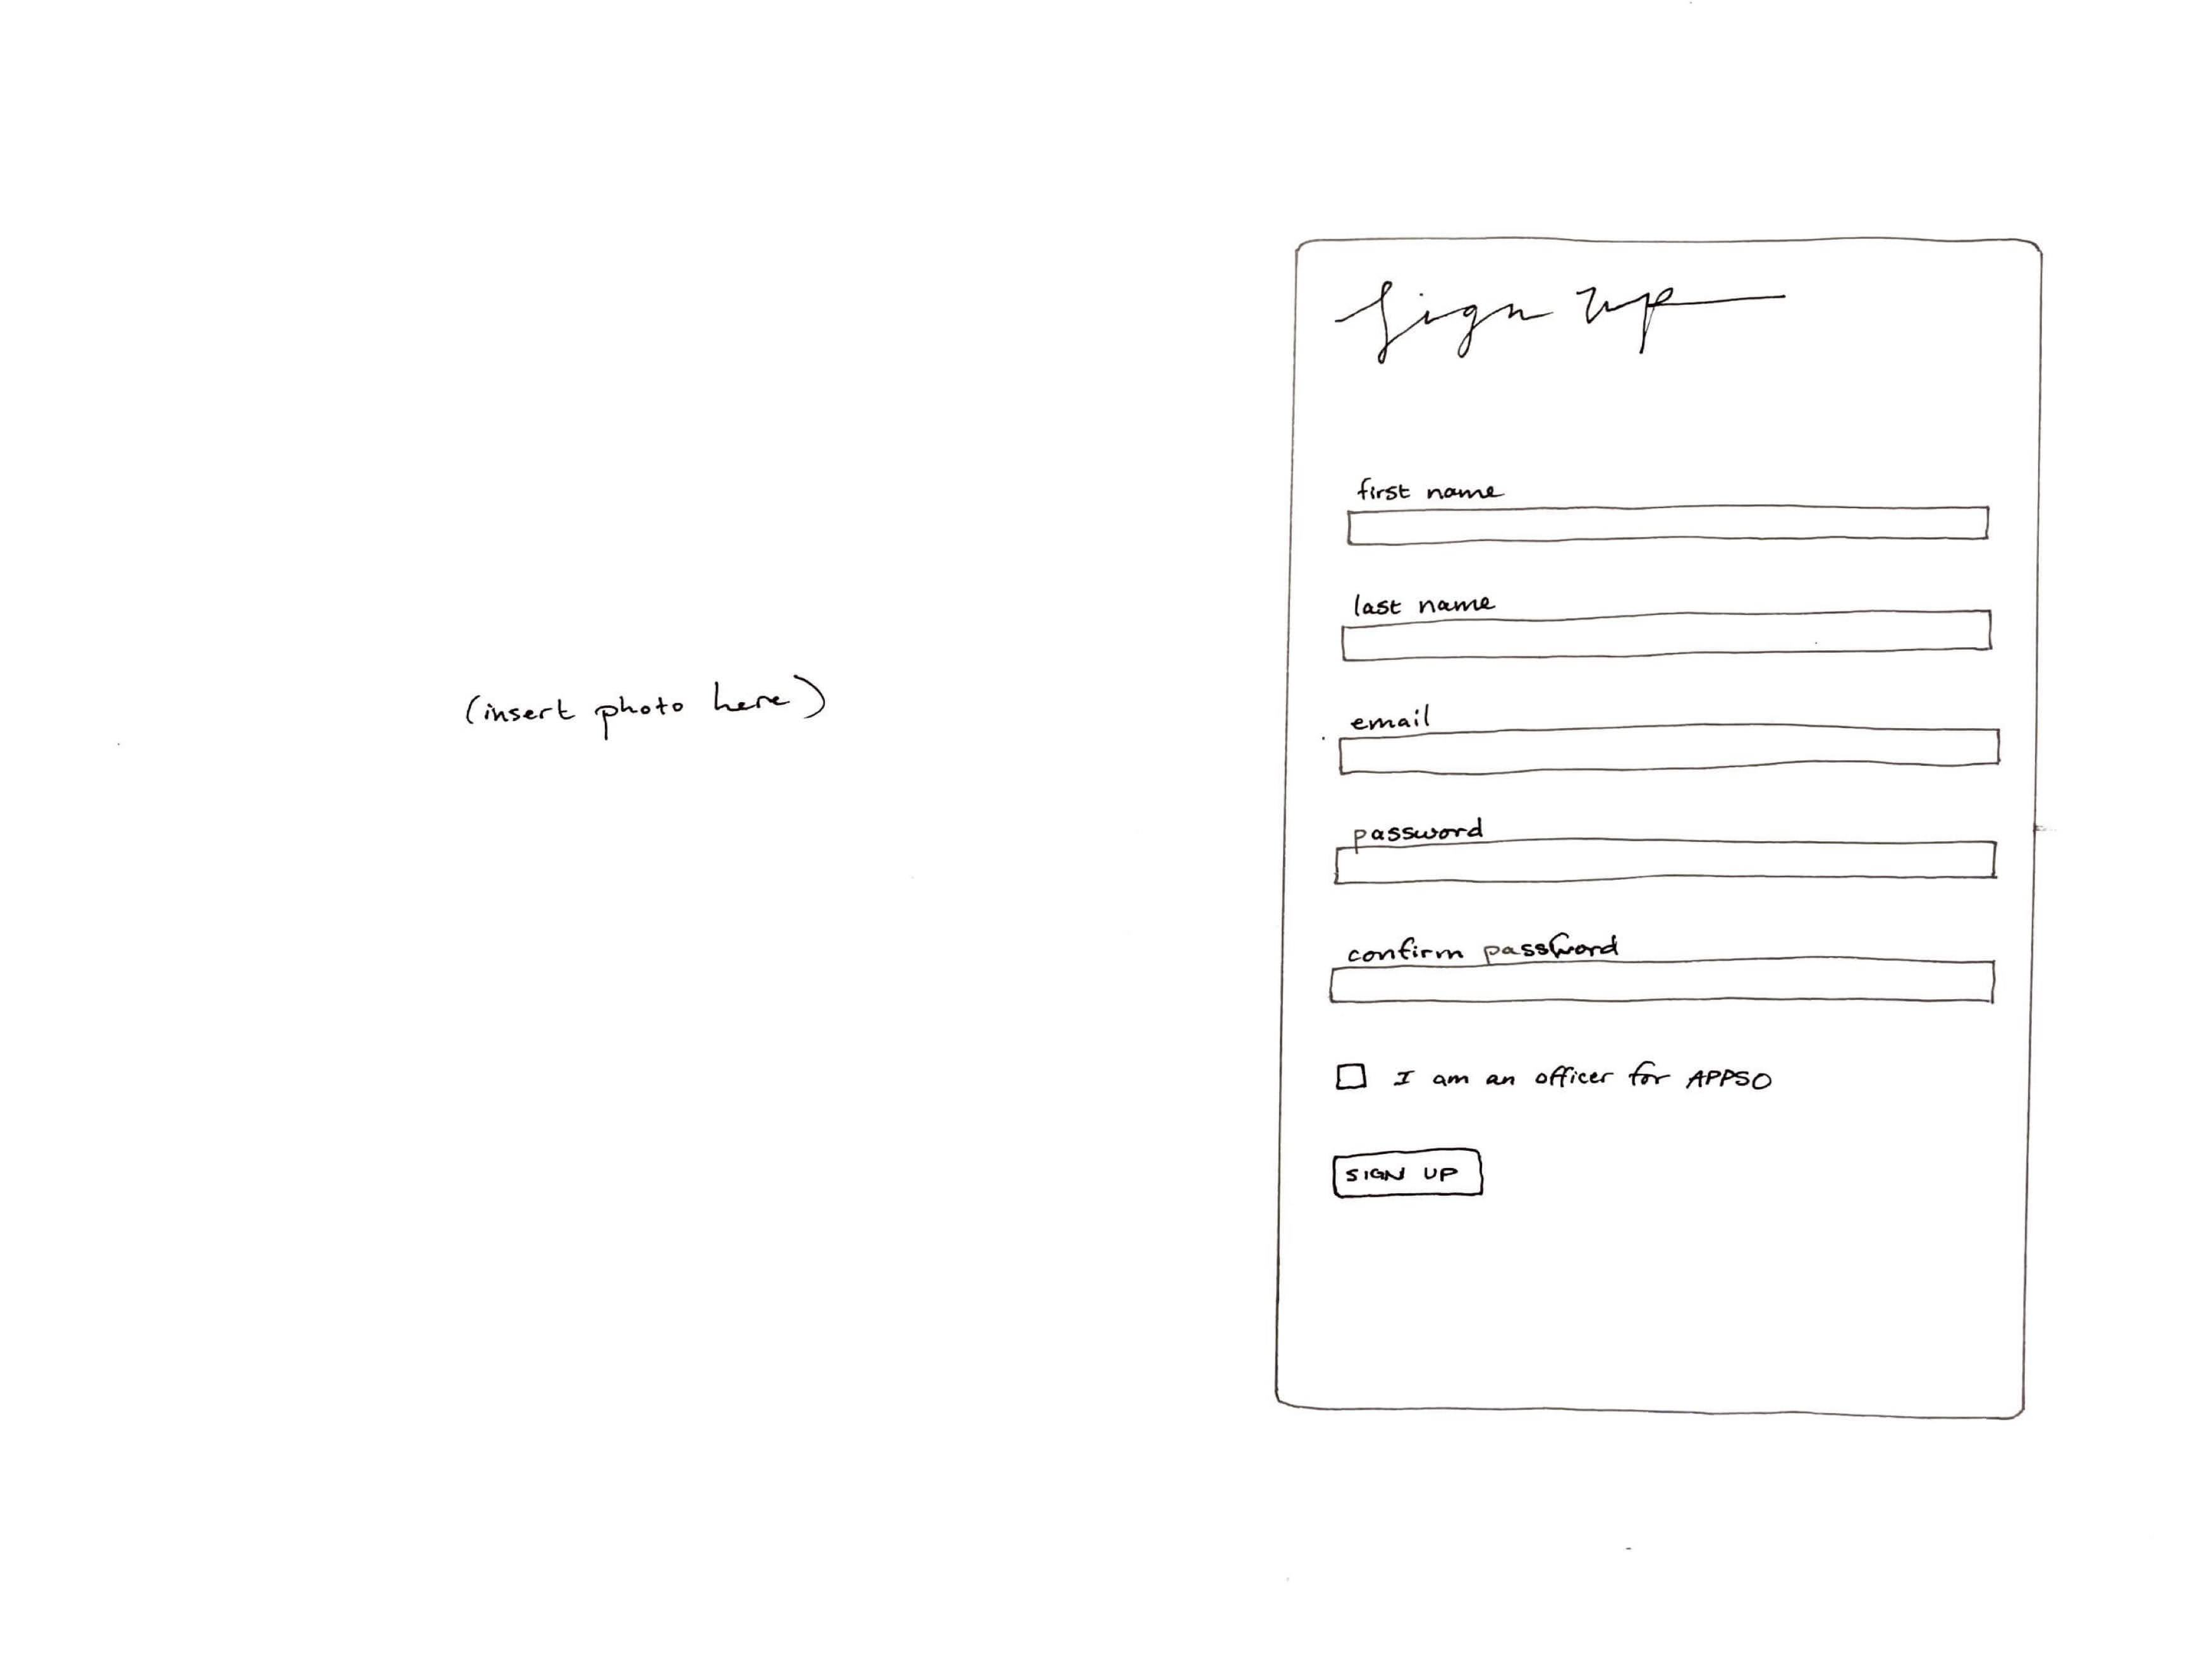 (insert photo here)
Sign up
first name
last name
email
password
confirm password
I am an officer for APPSO
SIGN UP